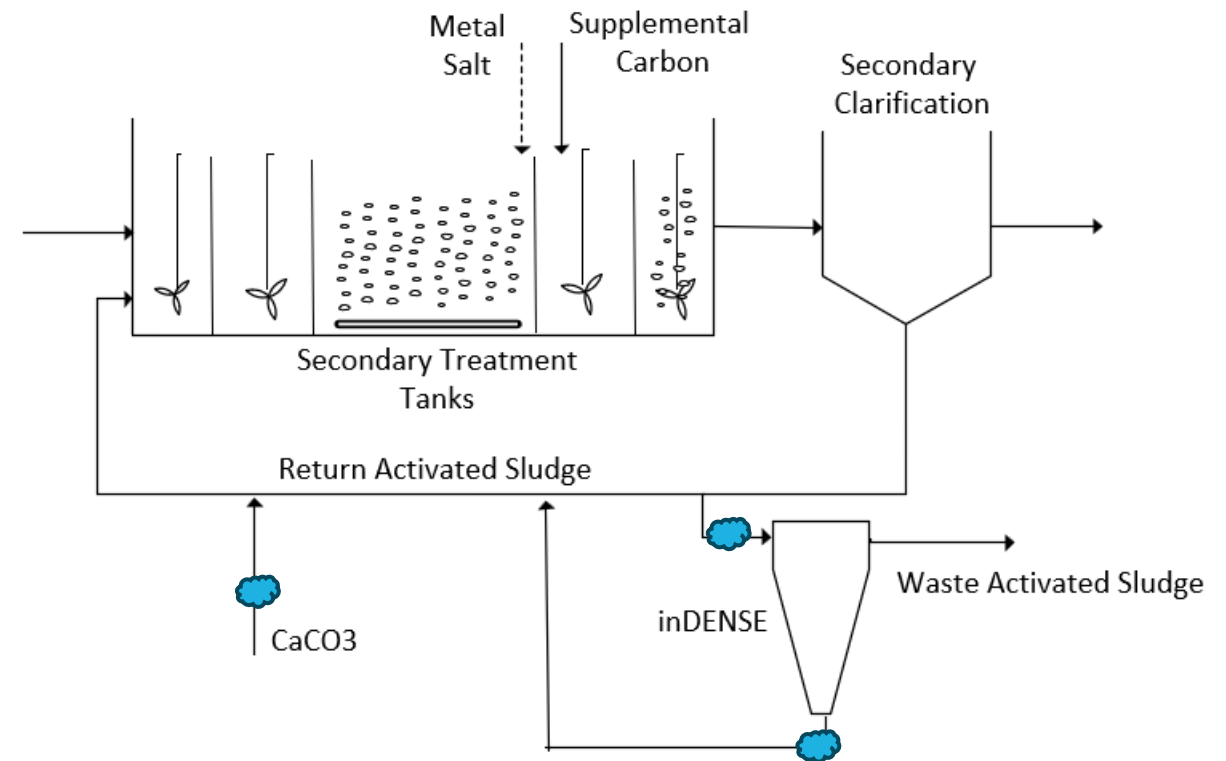 Metal
Salt
Supplemental
Carbon
Secondary
Clarification
Secondary Treatment
Tanks
Return Activated Sludge
Waste Activated Sludge
inDENSE
CaCO3